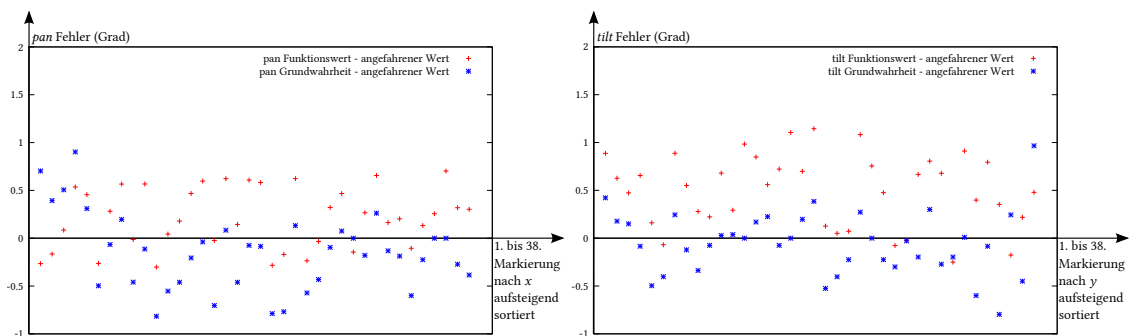 pan Fehler (Grad)
2
1.5
1
0.5
0
-0.5
-1
pan Funktionswert - angefahrener Wert
pan Grundwahrheit - angefahrener Wert
1. bis 38.
Markierung
nach x
aufsteigend
sortiert
tilt Fehler (Grad)
2
1.5
1
0.5
0
-0.5
-1
tilt Funktionswert - angefahrener Wert
tilt Grundwahrheit - angefahrener Wert
1. bis 38.
Markierung
nach y
aufsteigend
sortiert